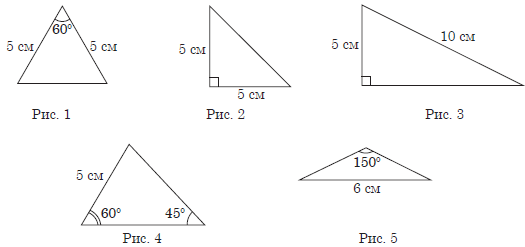 60°
5 см 5 см
Рис. 1
5 см
5 см
Рис. 2
5 см
10 см
Рис. 3
5 см
60° 45°
Рис. 4
150°
6 см
Рис. 5